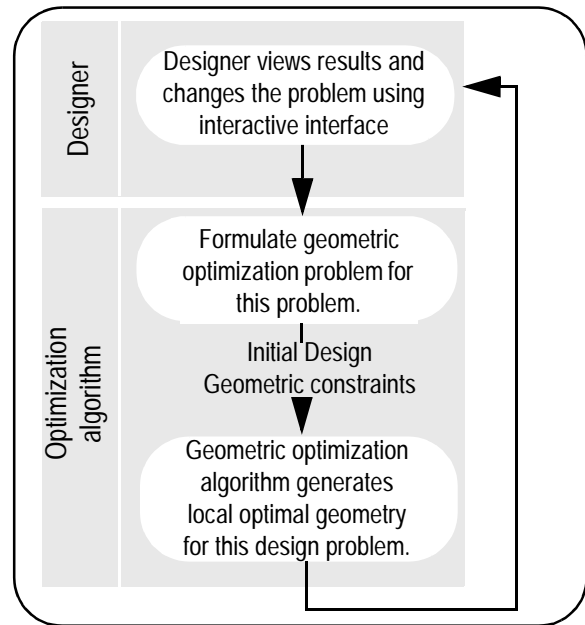 Designer
Designer views results and
changes the problem using
interactive interface
Optimization
algorithm
Formulate geometric
optimization problem for
this problem.
Initial Design
Geometric constraints
Geometric optimization
algorithm generates
local optimal geometry
for this design problem.